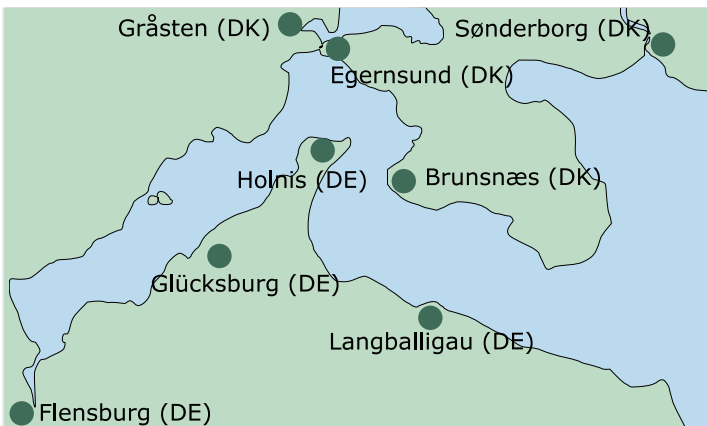 Gråsten (DK)
Sønderborg (DK)
Egernsund (DK)
Holnis (DE)
Brunsnæs (DK)
Glücksburg (DE)
Langballigau (DE)
Flensburg (DE)